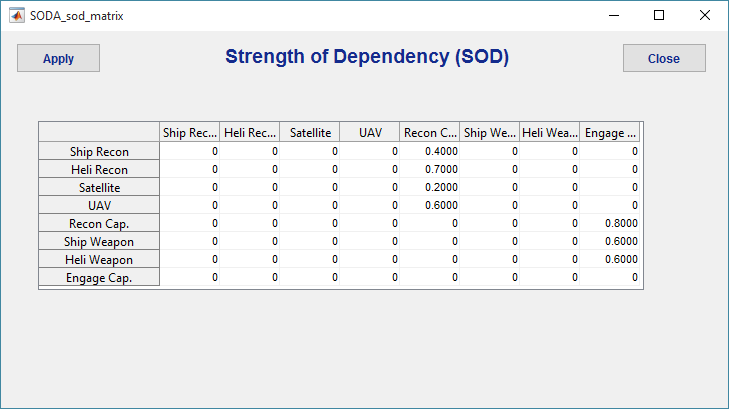 SODA_sod_matrix
Apply
Strength of Dependency (SOD)
Close
Ship Rec... Heli Rec... Satellite UAV Recon C... Ship We... Heli Wea... Engage ...
Ship Recon 0 0 0 0 0.4000 0 0 0
Heli Recon 0 0 0 0 0.7000 0 0 0
Satellite 0 0 0 0 0.2000 0 0 0
UAV 0 0 0 0 0.6000 0 0 0
Recon Cap. 0 0 0 0 0 0 0 0.8000
Ship Weapon 0 0 0 0 0 0 0 0.6000
Heli Weapon 0 0 0 0 0 0 0 0.6000
Engage Cap. 0 0 0 0 0 0 0 0